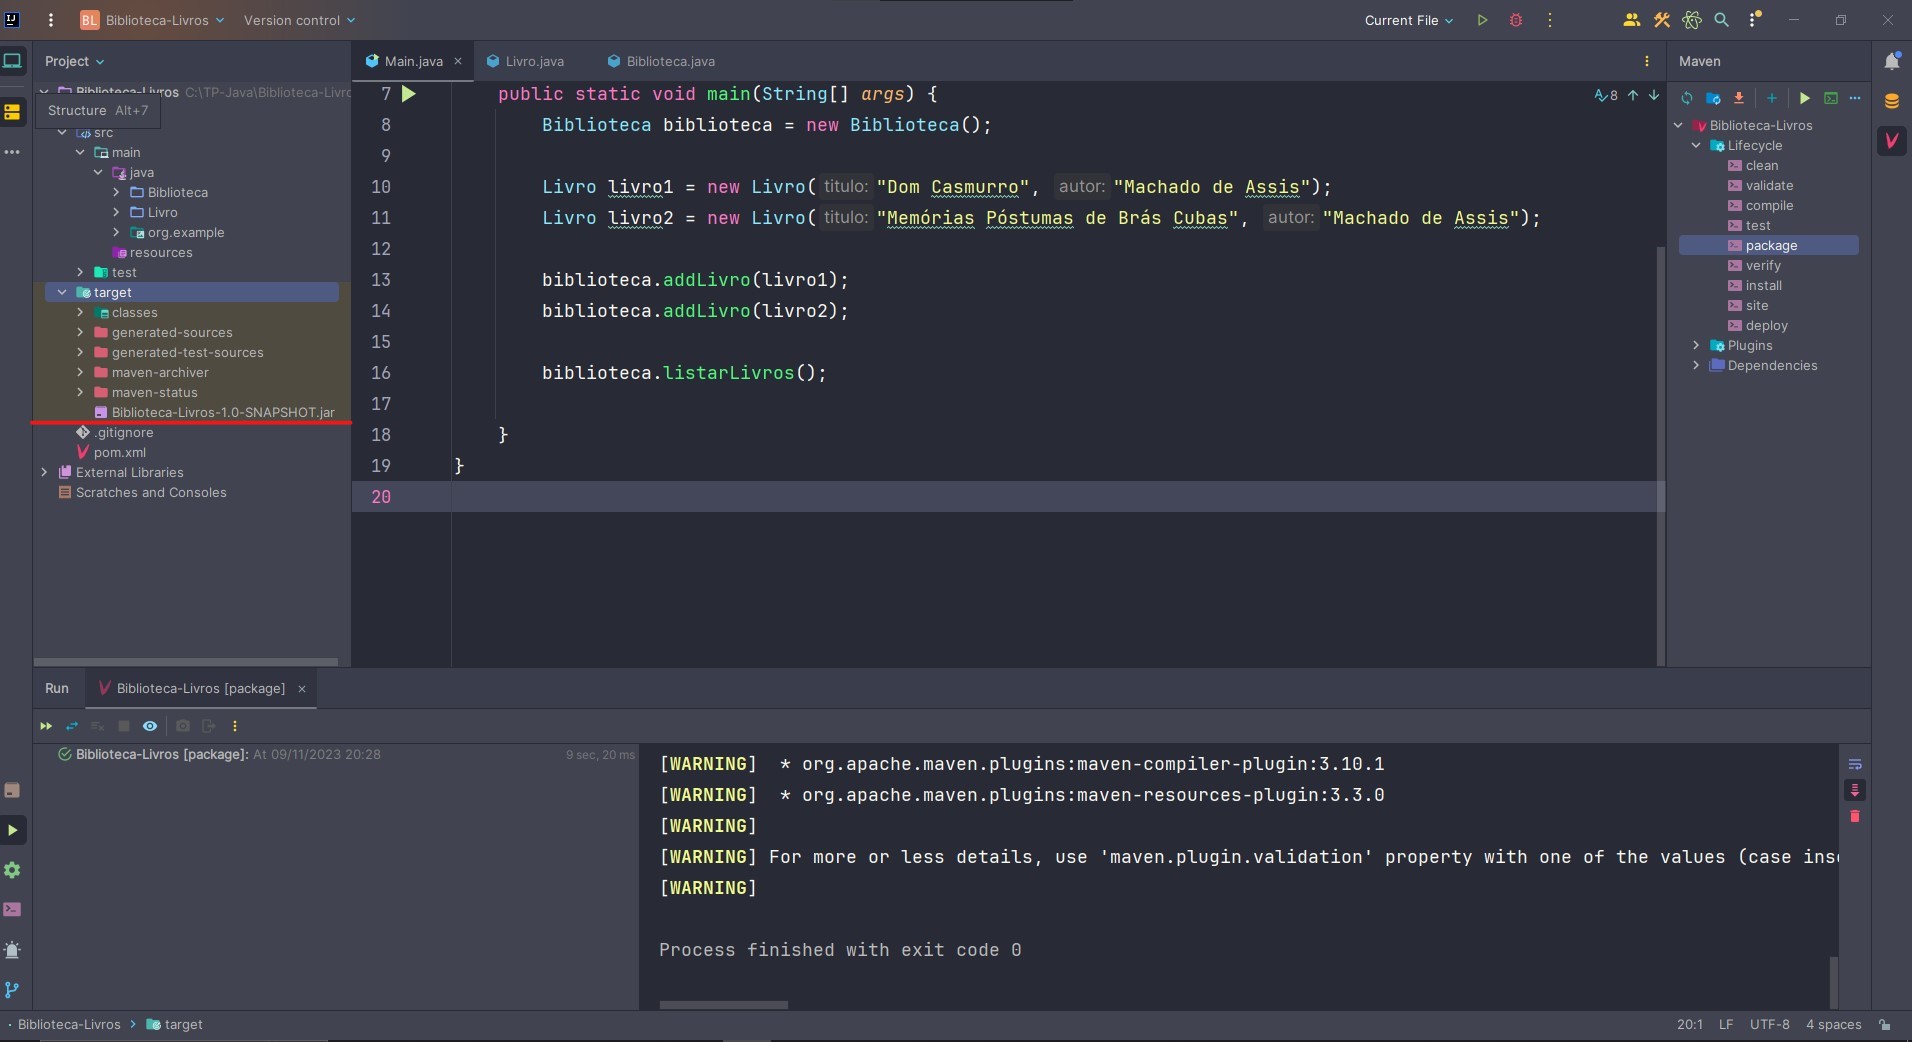 BL Biblioteca-Livros Version control Current File
Project
Biblioteca-Livros C:\TP-Java\Biblioteca-Livro
Structure Alt+7
src
main
java
Biblioteca
Livro
org.example
resources
test
target
classes
generated-sources
generated-test-sources
maven-archiver
maven-status
Biblioteca-Livros-1.0-SNAPSHOT.jar
.gitignore
pom.xml
External Libraries
Scratches and Consoles
Main.java Livro.java Biblioteca.java
8
7 public static void main(String[] args) {
8 Biblioteca biblioteca = new Biblioteca();
9
10 Livro livro1 = new Livro( titulo: "Dom Casmurro", autor: "Machado de Assis");
11 Livro livro2 = new Livro( titulo: "Memórias Póstumas de Brás Cubas", autor: "Machado de Assis");
12
13 biblioteca.addLivro(livro1);
14 biblioteca.addLivro(livro2);
15
16 biblioteca.listarLivros();
17
18 }
19 }
20
Maven
Biblioteca-Livros
Lifecycle
clean
validate
compile
test
package
verify
install
site
deploy
Plugins
Dependencies
Run Biblioteca-Livros [package]
Biblioteca-Livros [package]: At 09/11/2023 20:28 9 sec, 20 ms
[WARNING] * org.apache.maven.plugins:maven-compiler-plugin:3.10.1
[WARNING] * org.apache.maven.plugins:maven-resources-plugin:3.3.0
[WARNING]
[WARNING] For more or less details, use 'maven.plugin.validation' property with one of the values (case inse
[WARNING]
Process finished with exit code 0
Biblioteca-Livros > target
20:1 LF UTF-8 4 spaces